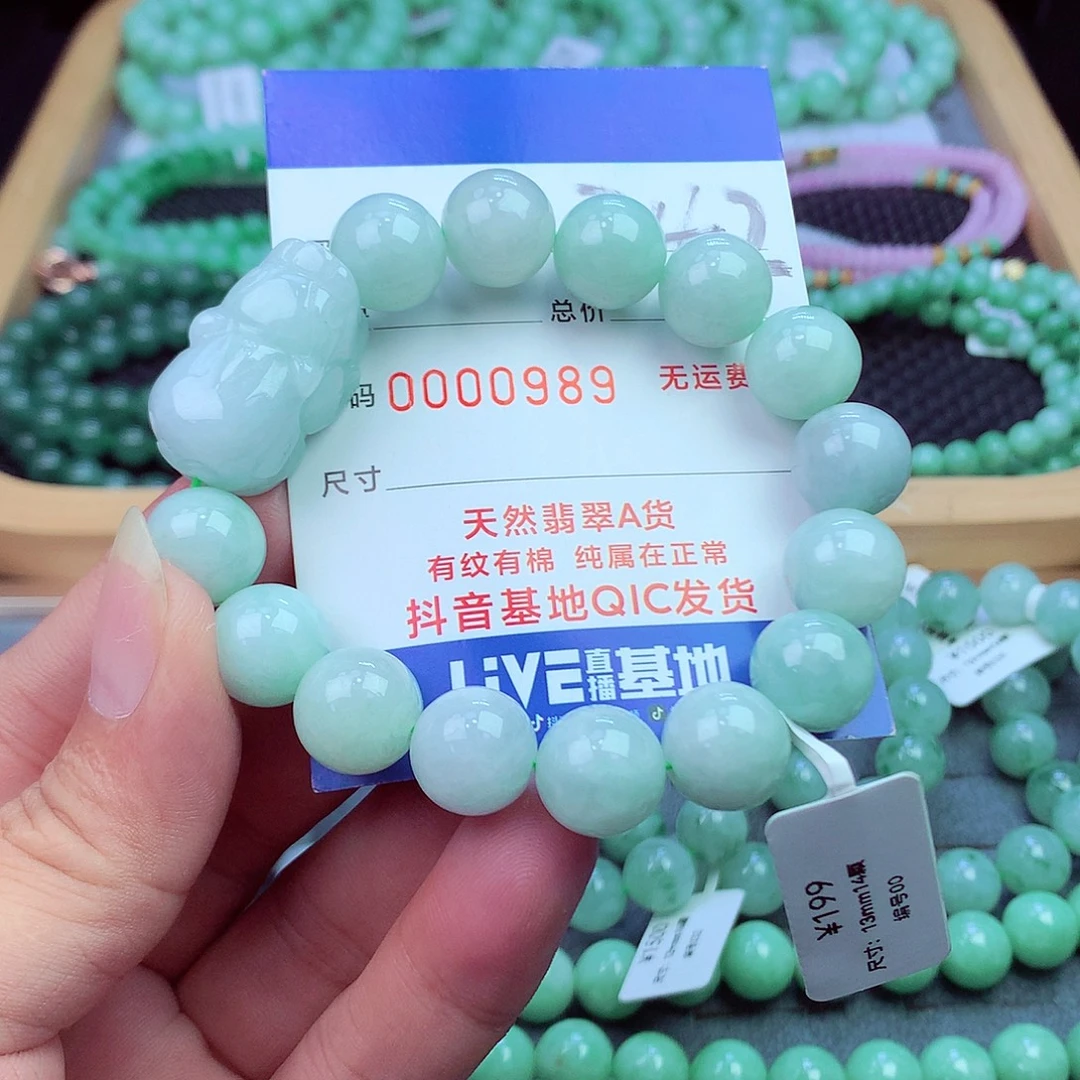 总价
码 0000989 无运费
尺寸
天然翡翠A货
有纹有棉 纯属在正常
抖音基地QIC发货
LiVE直播基地
¥199
尺寸：13mm14颗
编号00